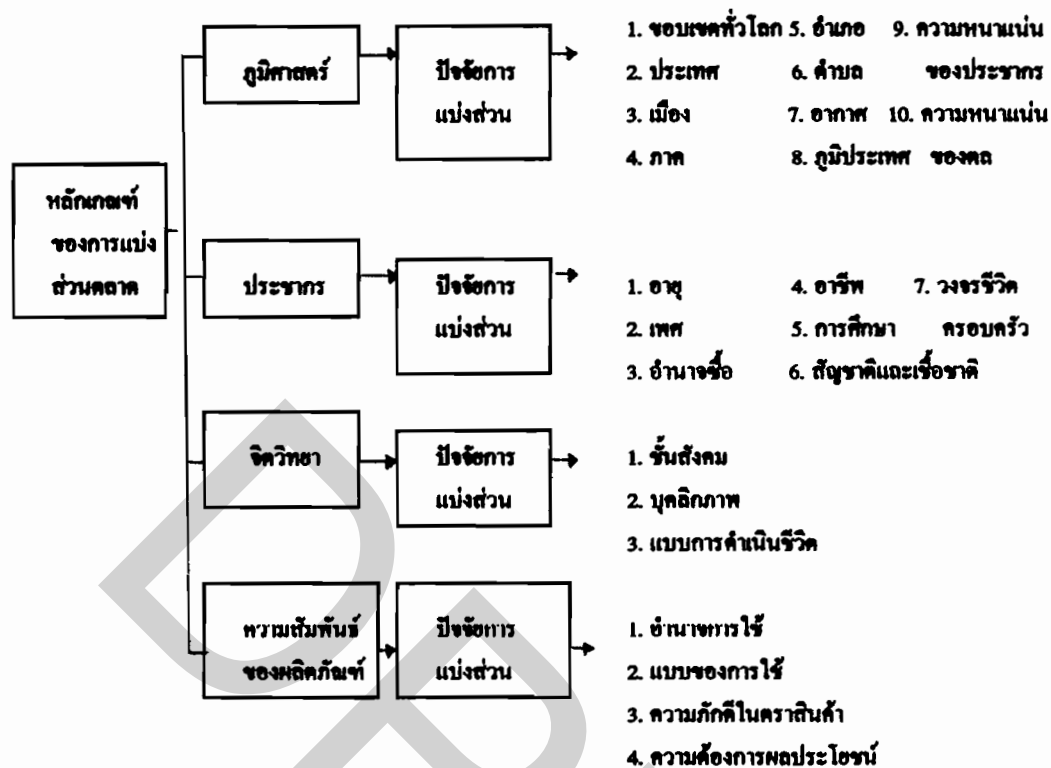 หลักเกณฑ์
ของการแบ่ง
ส่วนตลาด
ภูมิศาสตร์
ปัจจัยการ
แบ่งส่วน
1. ขอบเขตทั่วโลก 5. อำเภอ 9. ความหนาแน่น
2. ประเทศ 6. ตำบล ของประชากร
3. เมือง 7. อากาศ 10. ความหนาแน่น
4. ภาค 8. ภูมิประเทศ ของตล
ประชากร
ปัจจัยการ
แบ่งส่วน
1. อายุ 4. อาชีพ 7. วงจรชีวิต
2. เพศ 5. การศึกษา ครอบครัว
3. อำนาจซื้อ 6. สัญชาติและเชื้อชาติ
จิตวิทยา
ปัจจัยการ
แบ่งส่วน
1. ชั้นสังคม
2. บุคลิกภาพ
3. แบบการดำเนินชีวิต
ความสัมพันธ์
ของผลิตภัณฑ์
ปัจจัยการ
แบ่งส่วน
1. อำนาจการใช้
2. แบบของการใช้
3. ความภักดีในตราสินค้า
4. ความต้องการผลประโยชน์